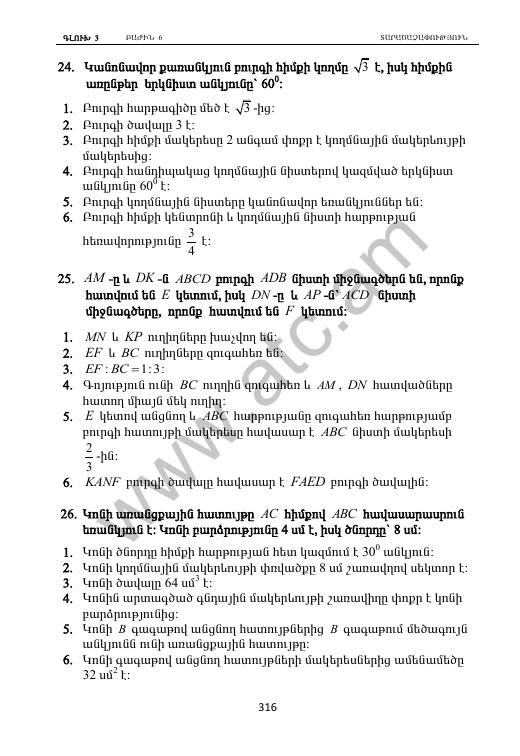 ԳԼՈՒԽ 3 ԲԱԺԻՆ 6 ՏԱՐԱԾԱՉԱՓՈՒԹՅՈՒՆ
24. Կանոնավոր քառանկյուն բուրգի հիմքի կողմը √3 է, իսկ հիմքին
առընթեր երկնիստ անկյունը՝ 60⁰:
1. Բուրգի հարթագիծը մեծ է √3 -ից:
2. Բուրգի ծավալը 3 է:
3. Բուրգի հիմքի մակերեսը 2 անգամ փոքր է կողմնային մակերևույթի
մակերեսից:
4. Բուրգի հանդիպակաց կողմնային նիստերով կազմված երկնիստ
անկյունը 60⁰ է:
5. Բուրգի կողմնային նիստերը կանոնավոր եռանկյուններ են:
6. Բուրգի հիմքի կենտրոնի և կողմնային նիստի հարթության
հեռավորությունը 3/4 է:
25. AM -ը և DK -ն ABCD բուրգի ADB նիստի միջնագծերն են, որոնք
հատվում են E կետում, իսկ DN -ը և AP -ն ACD նիստի
միջնագծերը, որոնք հատվում են F կետում:
1. MN և KP ուղիղները խաչվող են:
2. EF և BC ուղիղները զուգահեռ են:
3. EF : BC = 1 : 3 :
4. Գոյություն ունի BC ուղղին զուգահեռ և AM , DN հատվածները
հատող միայն մեկ ուղիղ:
5. E կետով անցնող և ABC հարթությանը զուգահեռ հարթությամբ
բուրգի հատույթի մակերեսը հավասար է ABC նիստի մակերեսի
2/3 -ին:
6. KANF բուրգի ծավալը հավասար է FAED բուրգի ծավալին:
26. Կոնի առանցքային հատույթը AC հիմքով ABC հավասարասրուն
եռանկյուն է: Կոնի բարձրությունը 4 սմ է, իսկ ծնորդը՝ 8 սմ:
1. Կոնի ծնորդը հիմքի հարթության հետ կազմում է 30⁰ անկյուն:
2. Կոնի կողմնային մակերևույթի փռվածքը 8 սմ շառավղով սեկտոր է:
3. Կոնի ծավալը 64 սմ³ է:
4. Կոնին արտագծած գնդային մակերևույթի շառավիղը փոքր է կոնի
բարձրությունից:
5. Կոնի B գագաթով անցնող հատույթներից B գագաթում մեծագույն
անկյունն ունի առանցքային հատույթը:
6. Կոնի գագաթով անցնող հատույթների մակերեսներից ամենամեծը
32 սմ² է:
www.atc.am
316